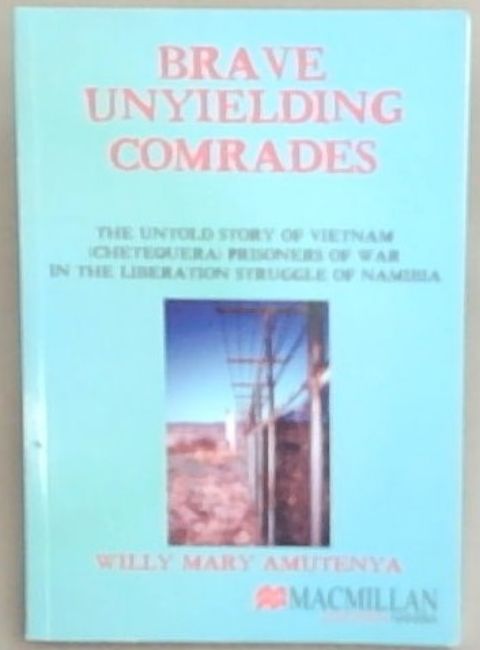 BRAVE
UNYIELDING
COMRADES
THE UNTOLD STORY OF VIETNAM
(CHETEQUERA) PRISONERS OF WAR
IN THE LIBERATION STRUGGLE OF NAMIBIA
WILLY MARY AMUTENYA
MACMILLAN